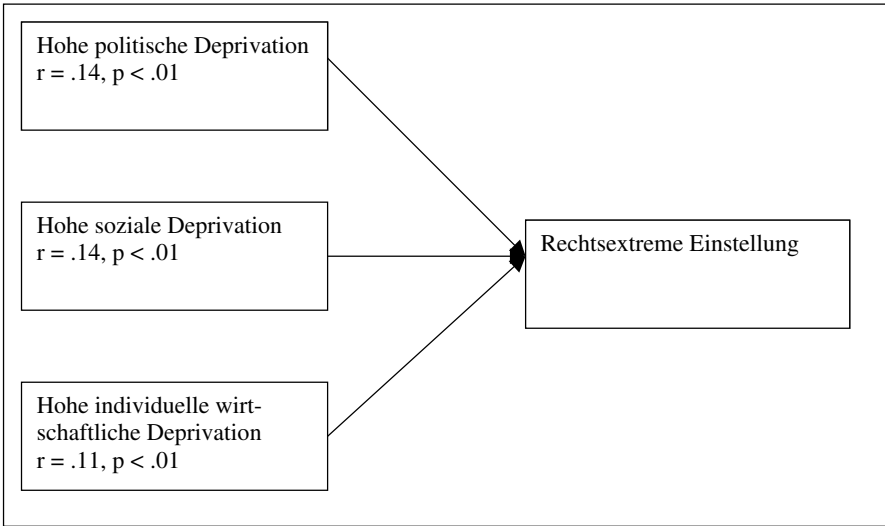 Hohe politische Deprivation
r = .14, p < .01
Hohe soziale Deprivation
r = .14, p < .01
Hohe individuelle wirt-
schaftliche Deprivation
r = .11, p < .01
Rechtsextreme Einstellung